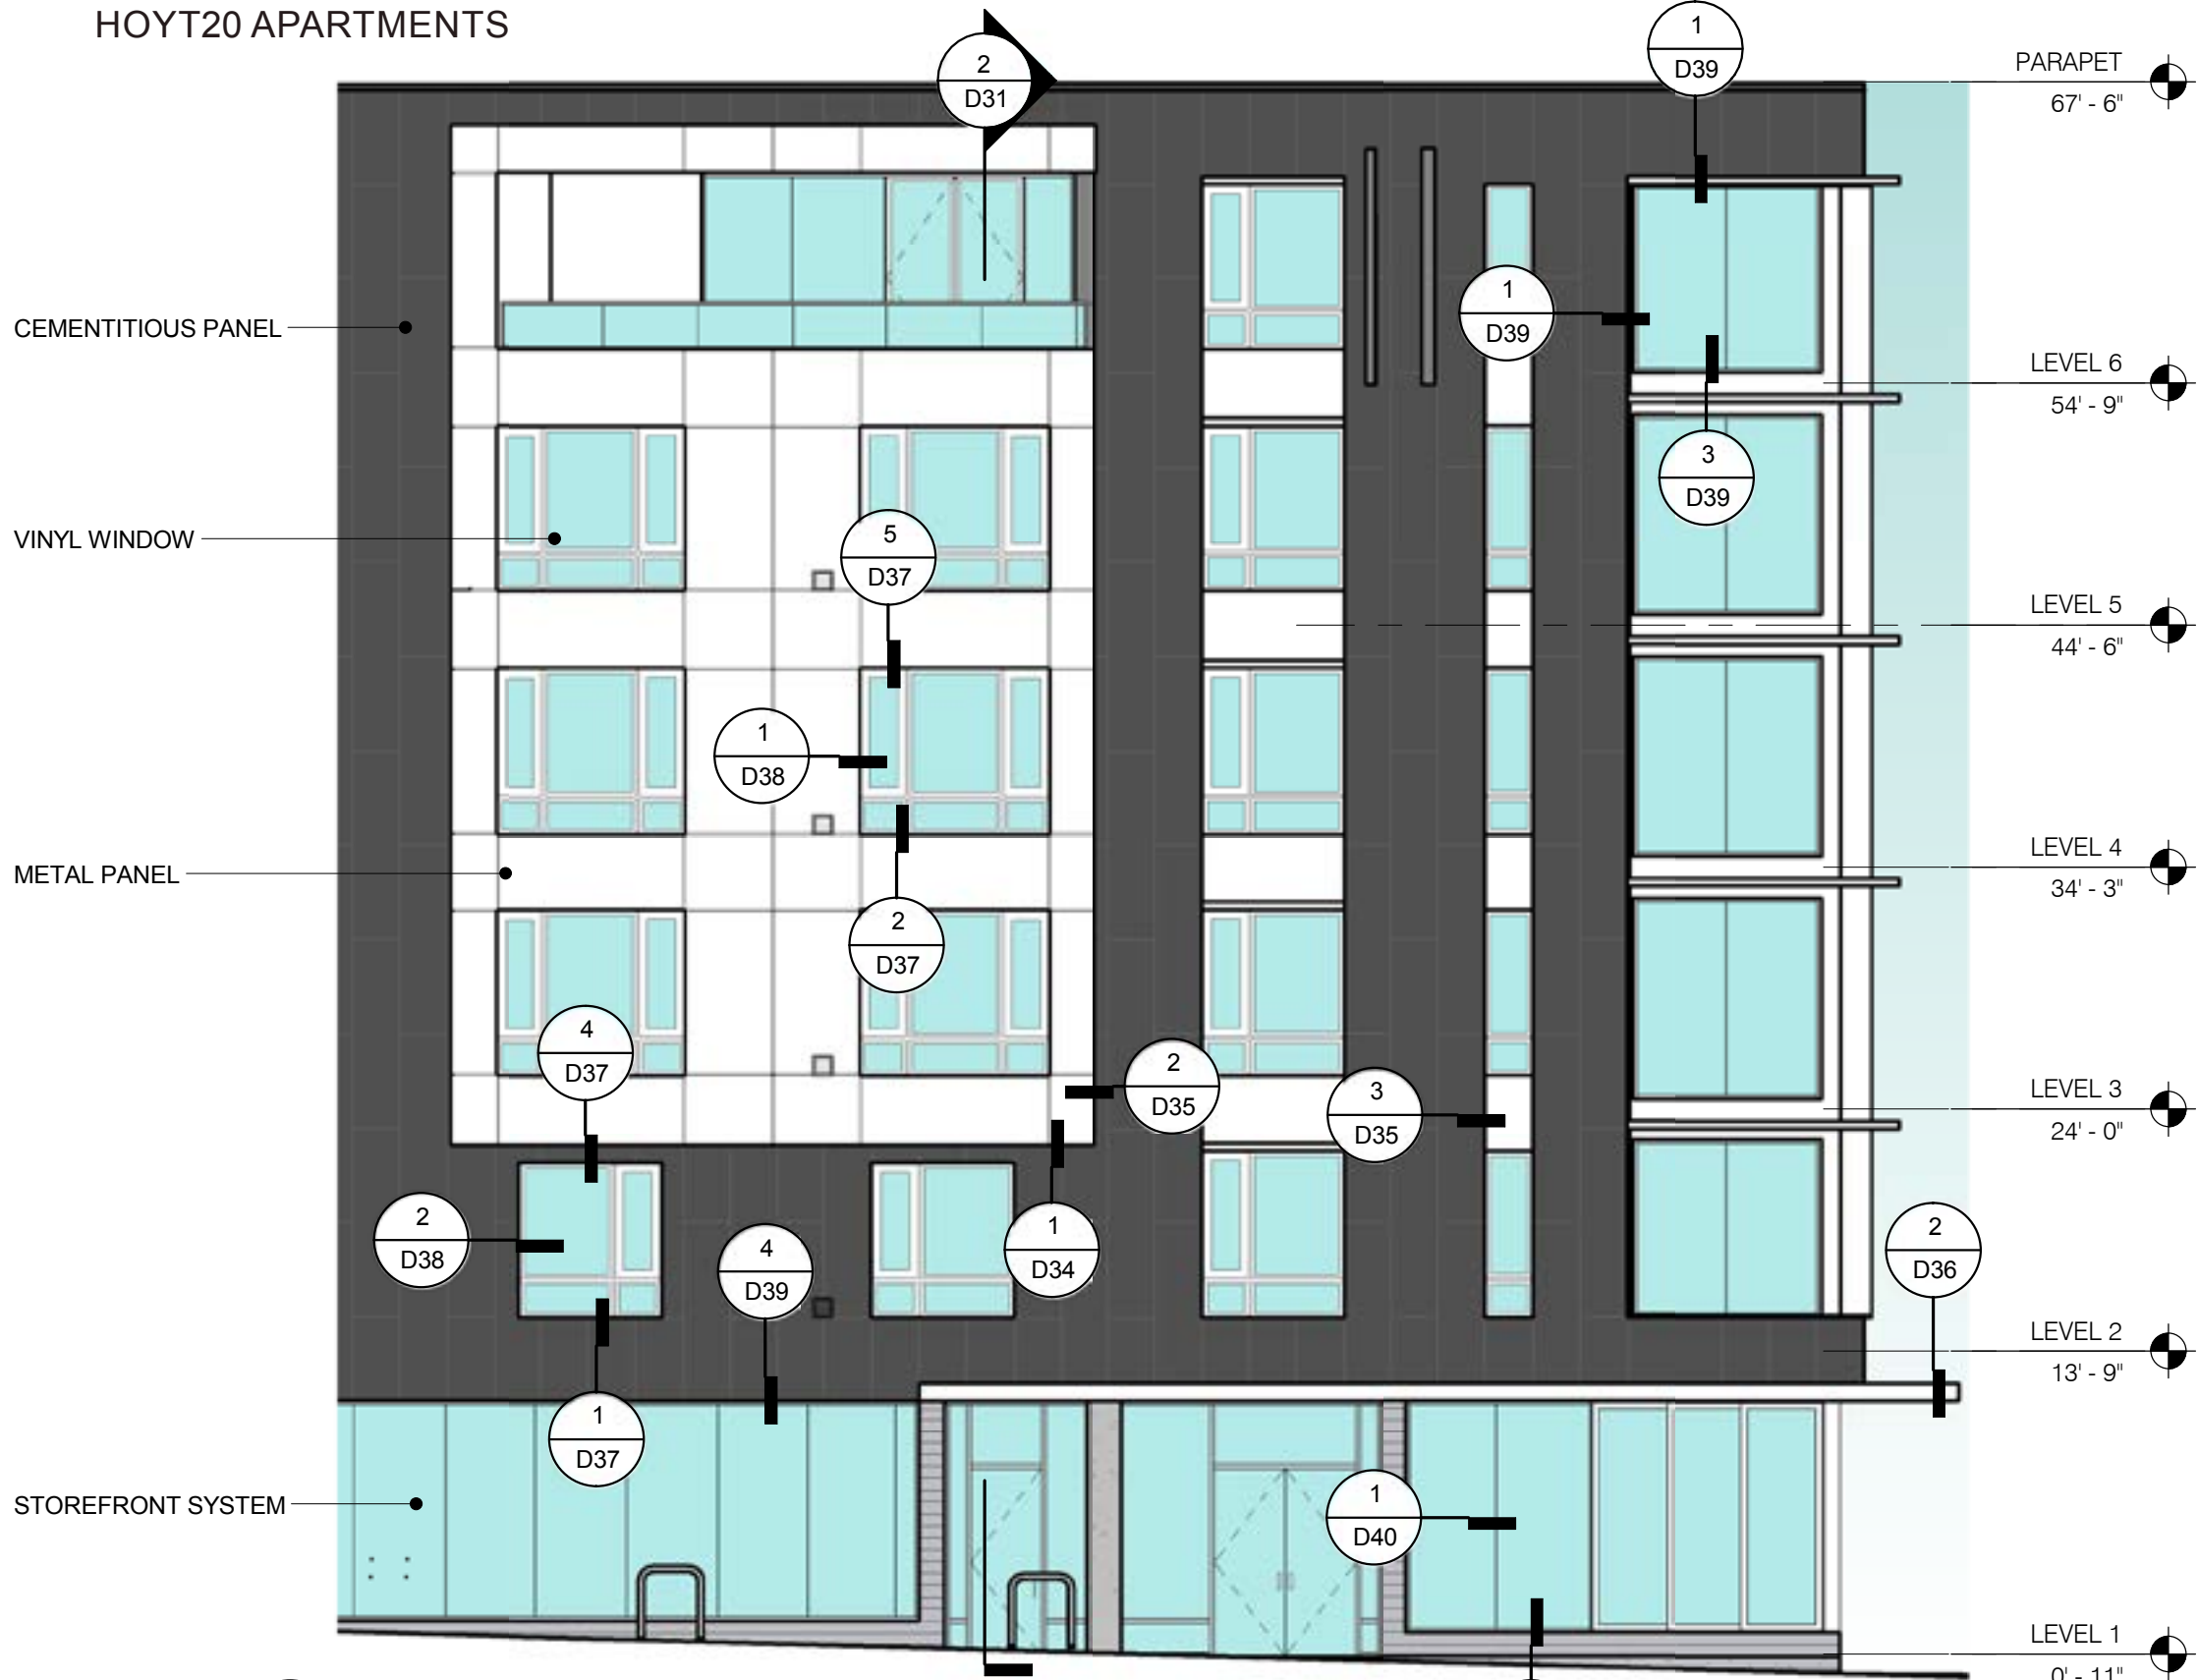 HOYT20 APARTMENTS
2
D31
1
D39
PARAPET
67' - 6"
CEMENTITIOUS PANEL
1
D39
LEVEL 6
54' - 9"
3
D39
VINYL WINDOW
5
D37
LEVEL 5
44' - 6"
1
D38
METAL PANEL
2
D37
LEVEL 4
34' - 3"
4
D37
2
D35
3
D35
LEVEL 3
24' - 0"
2
D38
4
D39
1
D34
2
D36
LEVEL 2
13' - 9"
1
D37
STOREFRONT SYSTEM
1
D40
LEVEL 1
0' - 11"